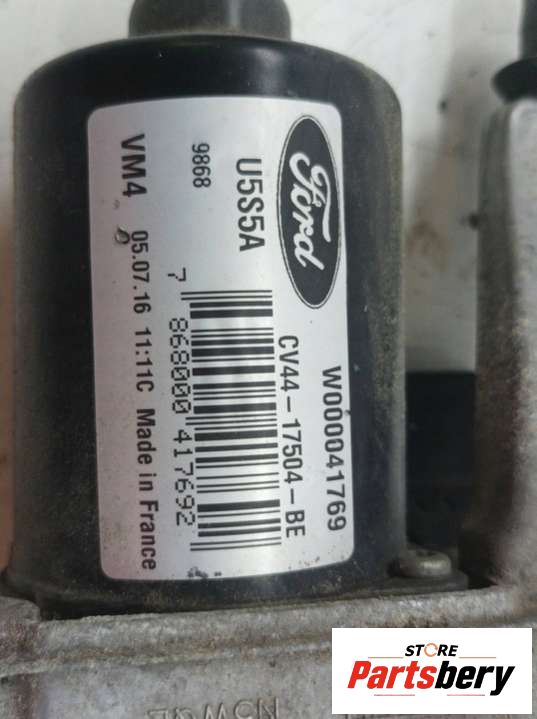 Ford
W000041769
CV44-17504-BE
U5S5A
9868
7 868000 417692
VM4 05.07.16 11:11C Made in France
STORE
Partsbery